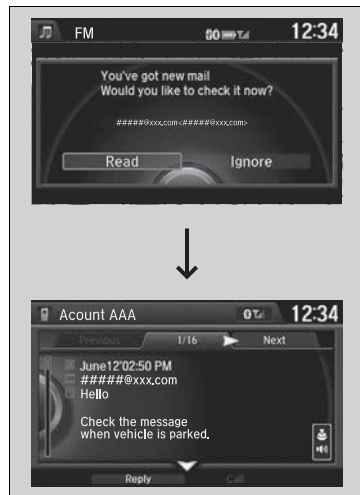 FM
12:34
You've got new mail
Would you like to check it now?
#####@xxx.com<#####@xxx.com>
Read Ignore
Acount AAA
12:34
Previous 1/16 Next
June12'02:50 PM
#####@xxx.com
Hello
Check the message
when vehicle is parked.
Reply Call